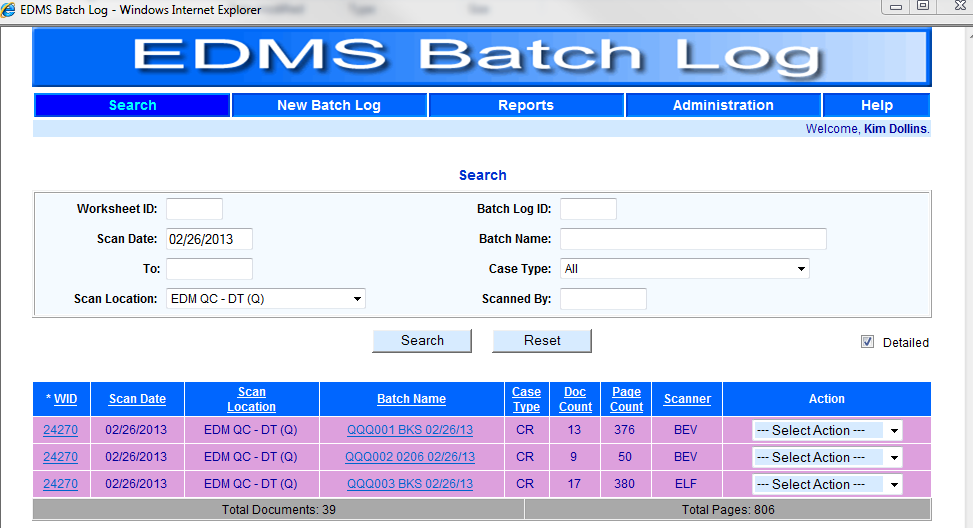 EDMS Batch Log - Windows Internet Explorer
EDMS Batch Log
Search New Batch Log Reports Administration Help
Welcome, Kim Dollins.
Search
Worksheet ID: Batch Log ID:
Scan Date: 02/26/2013 Batch Name:
To: Case Type: All
Scan Location: EDM QC - DT (Q) Scanned By:
Search Reset Detailed
* WID Scan Date Scan Location Batch Name Case Type Doc Count Page Count Scanner Action
24270 02/26/2013 EDM QC - DT (Q) QQQ001 BKS 02/26/13 CR 13 376 BEV --- Select Action ---
24270 02/26/2013 EDM QC - DT (Q) QQQ002 0206 02/26/13 CR 9 50 BEV --- Select Action ---
24270 02/26/2013 EDM QC - DT (Q) QQQ003 BKS 02/26/13 CR 17 380 ELF --- Select Action ---
Total Documents: 39 Total Pages: 806